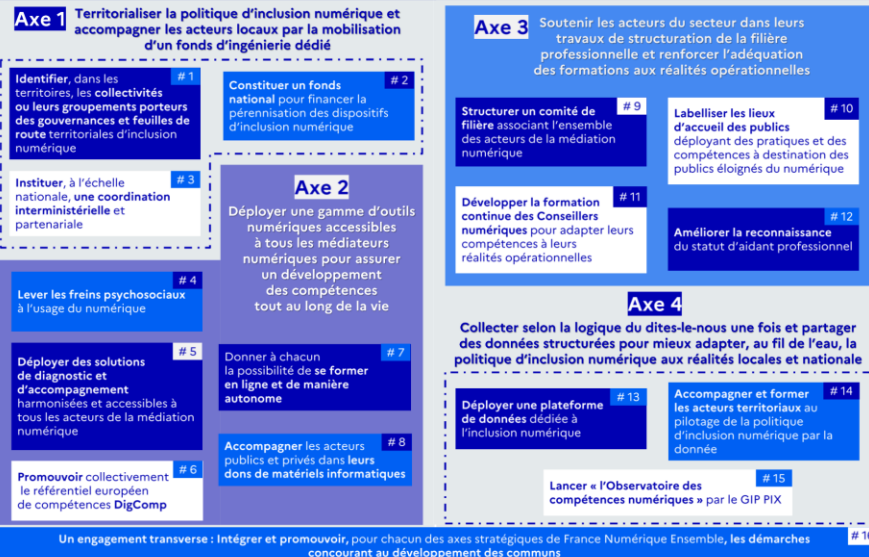 Axe 1
Territorialiser la politique d'inclusion numérique et
accompagner les acteurs locaux par la mobilisation
d'un fonds d'ingénierie dédié
# 1
Identifier, dans les
territoires, les collectivités
ou leurs groupements porteurs
des gouvernances et feuilles de
route territoriales d'inclusion
numérique
# 2
Constituer un fonds
national pour financer la
pérennisation des dispositifs
d'inclusion numérique
# 3
Instituer, à l'échelle
nationale, une coordination
interministérielle et
partenariale
Axe 2
Déployer une gamme d'outils
numériques accessibles
à tous les médiateurs
numériques pour assurer
un développement
des compétences
tout au long de la vie
# 4
Lever les freins psychosociaux
à l'usage du numérique
# 5
Déployer des solutions
de diagnostic et
d'accompagnement
harmonisées et accessibles à
tous les acteurs de la médiation
numérique
# 6
Promouvoir collectivement
le référentiel européen
de compétences DigComp
# 7
Donner à chacun
la possibilité de se former
en ligne et de manière
autonome
# 8
Accompagner les acteurs
publics et privés dans leurs
dons de matériels informatiques
Axe 3
Soutenir les acteurs du secteur dans leurs
travaux de structuration de la filière
professionnelle et renforcer l'adéquation
des formations aux réalités opérationnelles
# 9
Structurer un comité de
filière associant l'ensemble
des acteurs de la médiation
numérique
# 10
Labelliser les lieux
d'accueil des publics
déployant des pratiques et des
compétences à destination des
publics éloignés du numérique
# 11
Développer la formation
continue des Conseillers
numériques pour adapter leurs
compétences à leurs
réalités opérationnelles
# 12
Améliorer la reconnaissance
du statut d'aidant professionnel
Axe 4
Collecter selon la logique du dites-le-nous une fois et partager
des données structurées pour mieux adapter, au fil de l'eau, la
politique d'inclusion numérique aux réalités locales et nationale
# 13
Déployer une plateforme
de données dédiée à
l'inclusion numérique
# 14
Accompagner et former
les acteurs territoriaux au
pilotage de la politique
d'inclusion numérique par la
donnée
# 15
Lancer « l'Observatoire des
compétences numériques » par le GIP PIX
# 16
Un engagement transverse : Intégrer et promouvoir, pour chacun des axes stratégiques de France Numérique Ensemble, les démarches
concourant au développement des communs